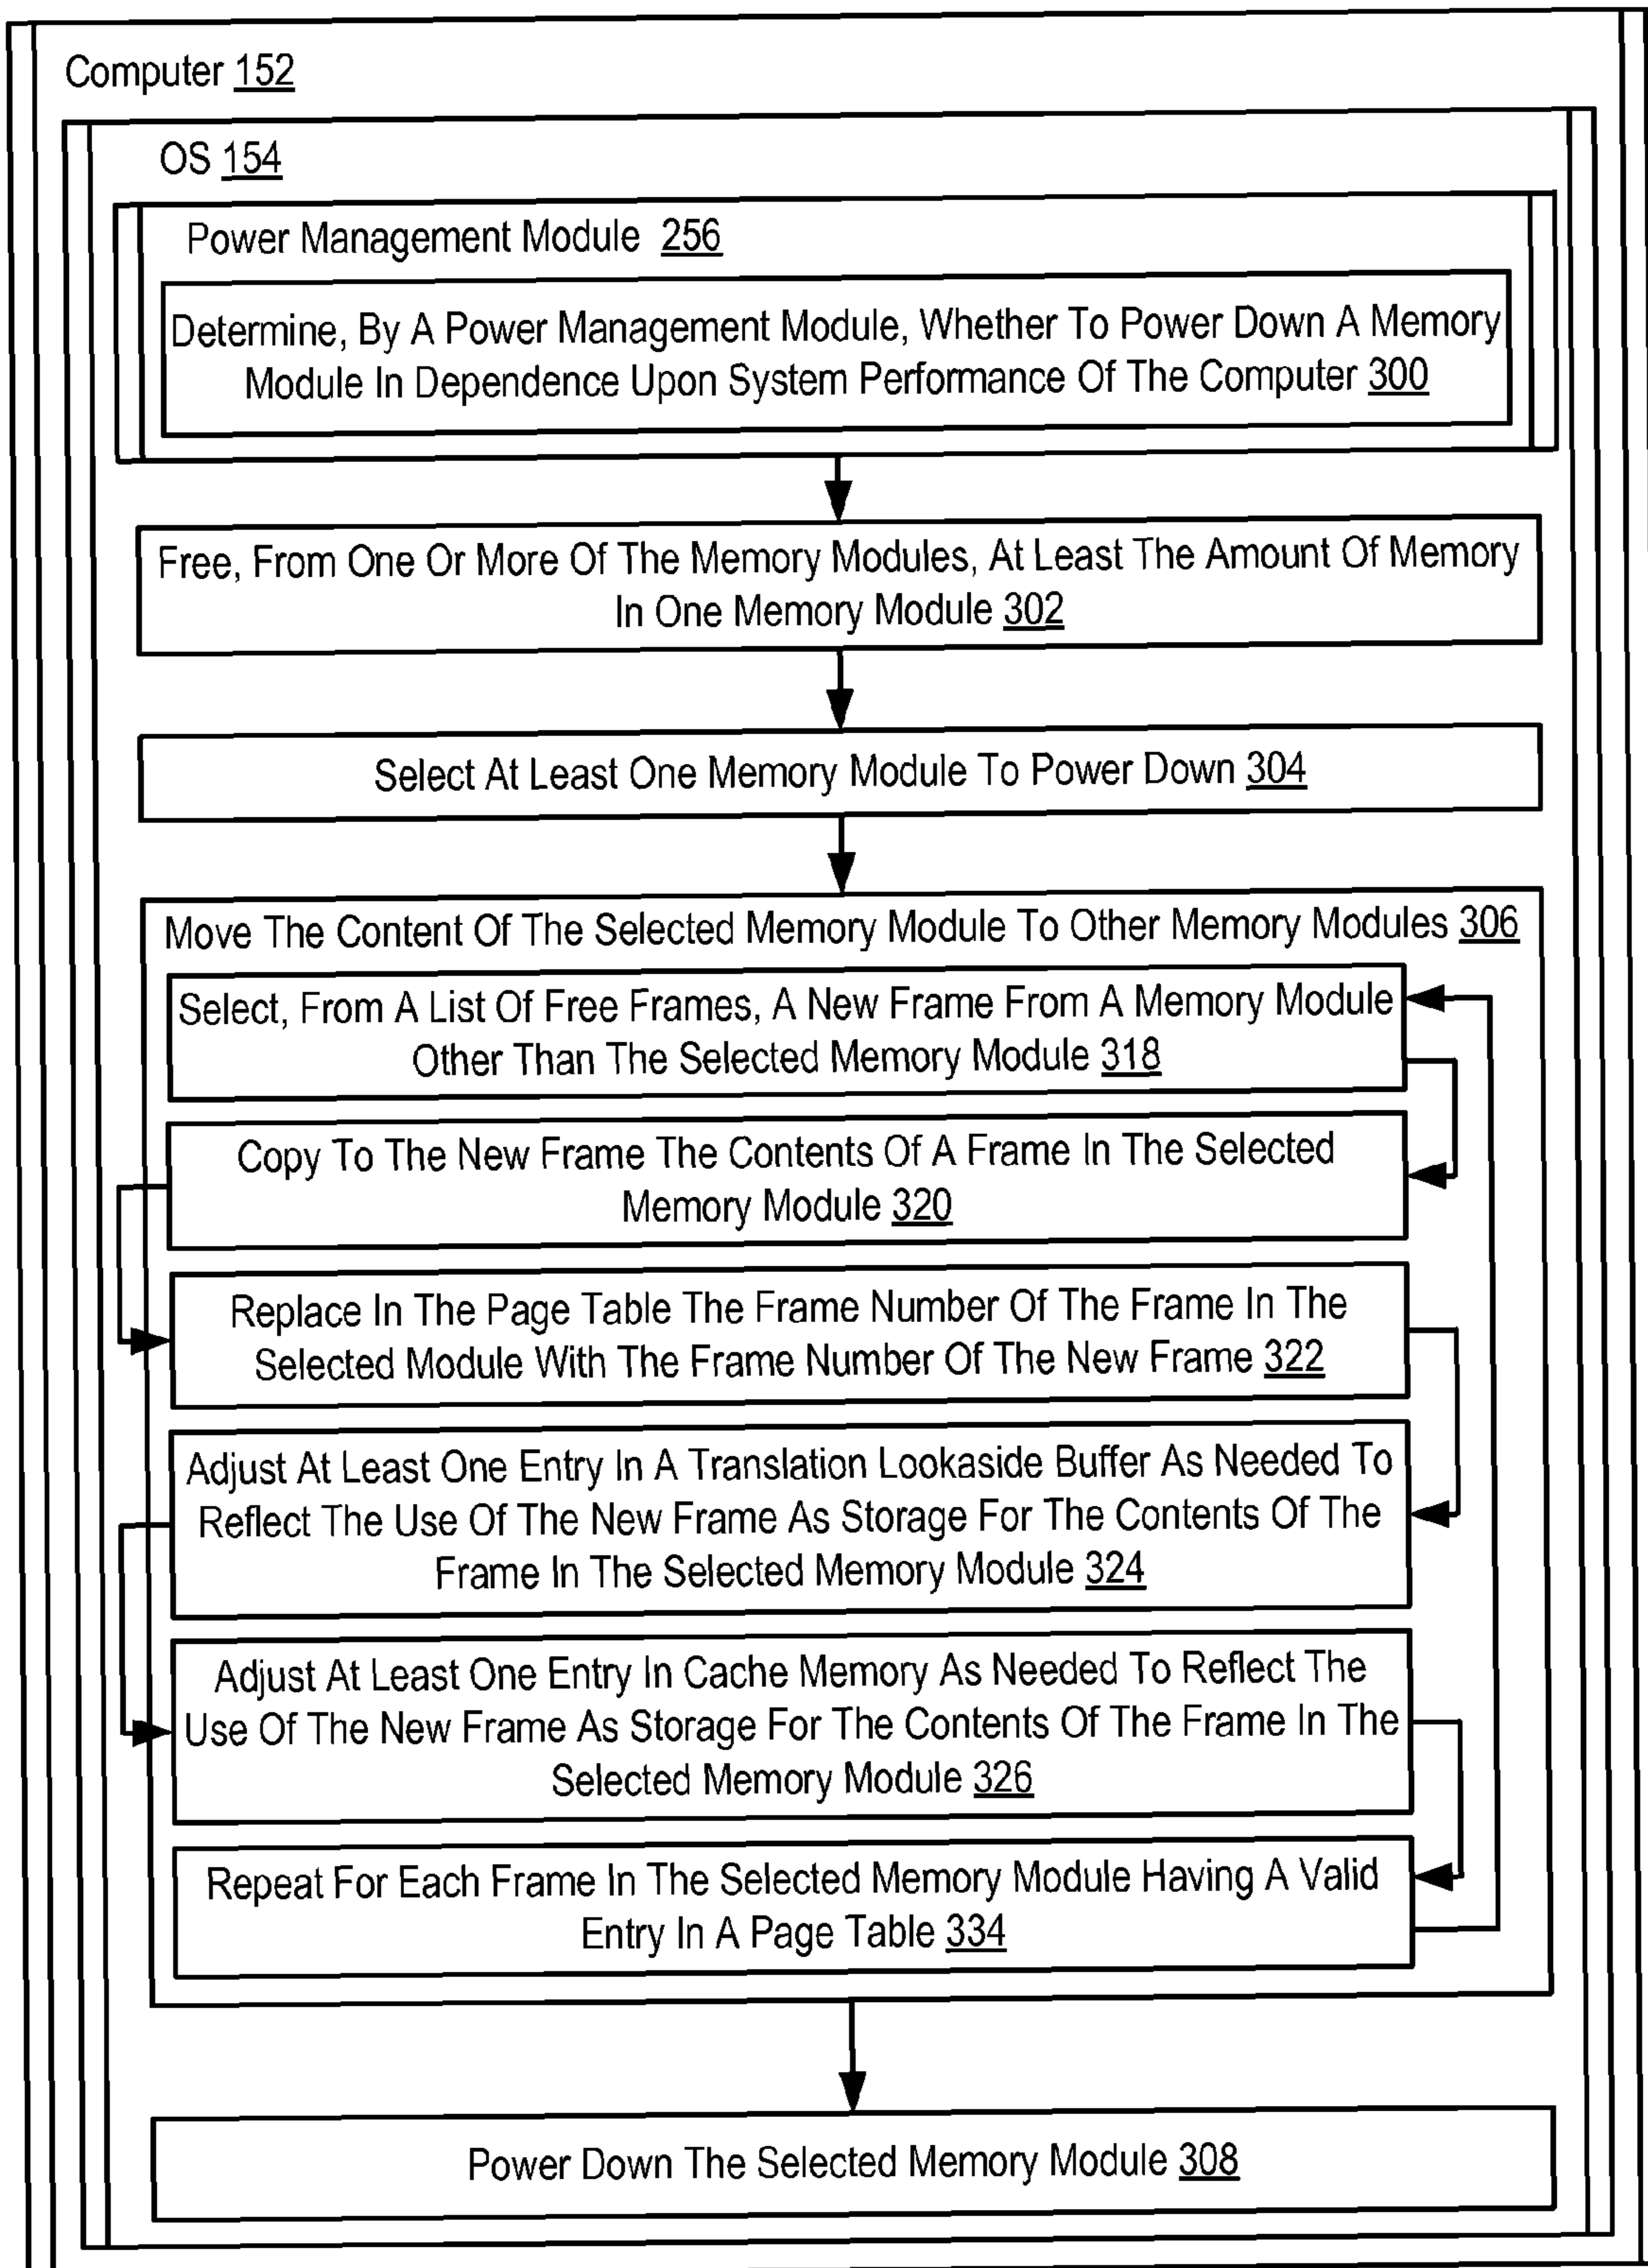 Computer 152
OS 154
Power Management Module 256
Determine, By A Power Management Module, Whether To Power Down A Memory
Module In Dependence Upon System Performance Of The Computer 300
Free, From One Or More Of The Memory Modules, At Least The Amount Of Memory
In One Memory Module 302
Select At Least One Memory Module To Power Down 304
Move The Content Of The Selected Memory Module To Other Memory Modules 306
Select, From A List Of Free Frames, A New Frame From A Memory Module
Other Than The Selected Memory Module 318
Copy To The New Frame The Contents Of A Frame In The Selected
Memory Module 320
Replace In The Page Table The Frame Number Of The Frame In The
Selected Module With The Frame Number Of The New Frame 322
Adjust At Least One Entry In A Translation Lookaside Buffer As Needed To
Reflect The Use Of The New Frame As Storage For The Contents Of The
Frame In The Selected Memory Module 324
Adjust At Least One Entry In Cache Memory As Needed To Reflect The
Use Of The New Frame As Storage For The Contents Of The Frame In The
Selected Memory Module 326
Repeat For Each Frame In The Selected Memory Module Having A Valid
Entry In A Page Table 334
Power Down The Selected Memory Module 308